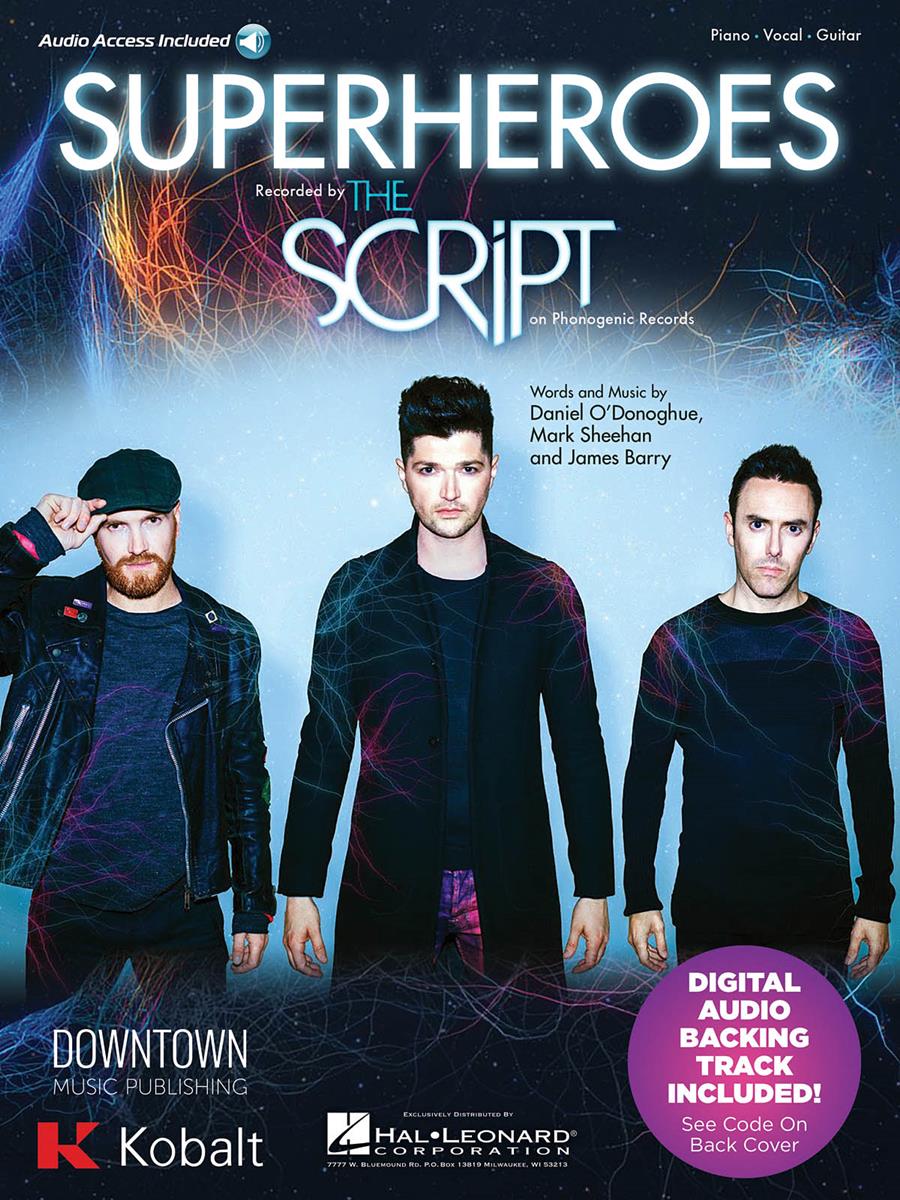 Audio Access Included
Piano • Vocal • Guitar
SUPERHEROES
Recorded by THE
SCRiPT
on Phonogenic Records
Words and Music by
Daniel O'Donoghue,
Mark Sheehan
and James Barry
DIGITAL
AUDIO
BACKING
TRACK
INCLUDED!
See Code On
Back Cover
DOWNTOWN
MUSIC PUBLISHING
K Kobalt
EXCLUSIVELY DISTRIBUTED BY
HAL•LEONARD®
CORPORATION
7777 W. BLUEMOUND RD. P.O. BOX 13819 MILWAUKEE, WI 53213